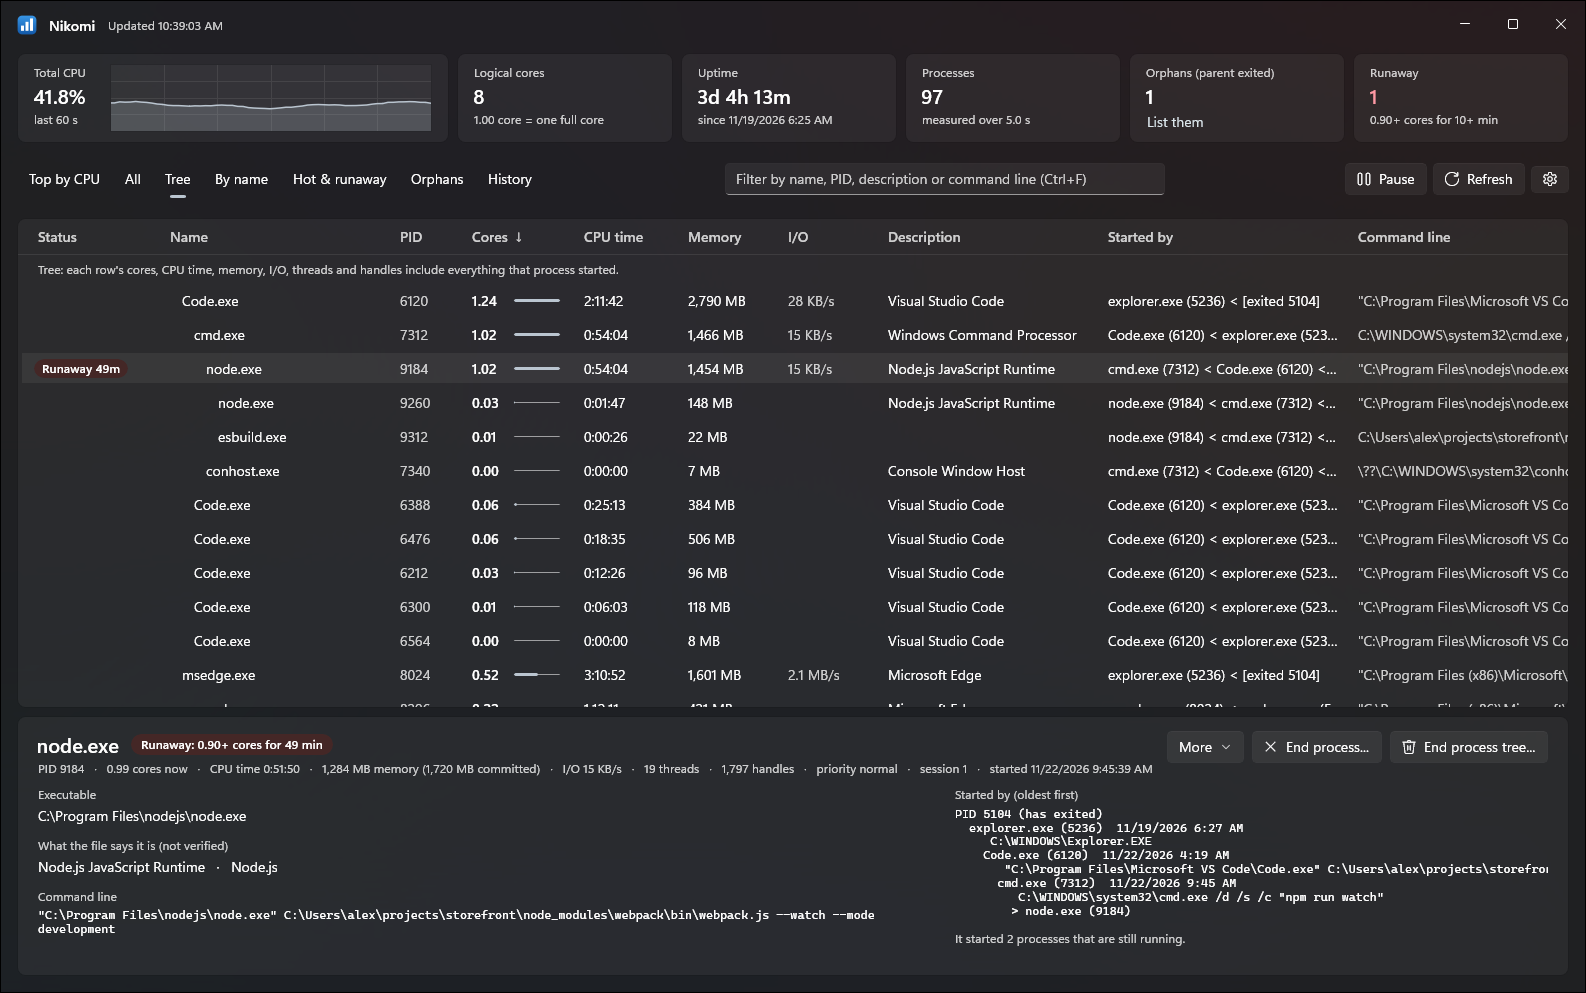 Nikomi Updated 10:39:03 AM
Total CPU
41.8%
last 60 s
Logical cores
8
1.00 core = one full core
Uptime
3d 4h 13m
since 11/19/2026 6:25 AM
Processes
97
measured over 5.0 s
Orphans (parent exited)
1
List them
Runaway
1
0.90+ cores for 10+ min
Top by CPU All Tree By name Hot & runaway Orphans History
Filter by name, PID, description or command line (Ctrl+F)
Pause Refresh
Status Name PID Cores ↓ CPU time Memory I/O Description Started by Command line
Tree: each row's cores, CPU time, memory, I/O, threads and handles include everything that process started.
Code.exe 6120 1.24 2:11:42 2,790 MB 28 KB/s Visual Studio Code explorer.exe (5236) < [exited 5104] "C:\Program Files\Microsoft VS Co
cmd.exe 7312 1.02 0:54:04 1,466 MB 15 KB/s Windows Command Processor Code.exe (6120) < explorer.exe (523... C:\WINDOWS\system32\cmd.exe /
Runaway 49m node.exe 9184 1.02 0:54:04 1,454 MB 15 KB/s Node.js JavaScript Runtime cmd.exe (7312) < Code.exe (6120) <... "C:\Program Files\nodejs\node.exe
node.exe 9260 0.03 0:01:47 148 MB Node.js JavaScript Runtime node.exe (9184) < cmd.exe (7312) <... "C:\Program Files\nodejs\node.exe
esbuild.exe 9312 0.01 0:00:26 22 MB node.exe (9184) < cmd.exe (7312) <... C:\Users\alex\projects\storefront\
conhost.exe 7340 0.00 0:00:00 7 MB Console Window Host cmd.exe (7312) < Code.exe (6120) <... \??\C:\WINDOWS\system32\conh
Code.exe 6388 0.06 0:25:13 384 MB Visual Studio Code Code.exe (6120) < explorer.exe (523... "C:\Program Files\Microsoft VS Co
Code.exe 6476 0.06 0:18:35 506 MB Visual Studio Code Code.exe (6120) < explorer.exe (523... "C:\Program Files\Microsoft VS Co
Code.exe 6212 0.03 0:12:26 96 MB Visual Studio Code Code.exe (6120) < explorer.exe (523... "C:\Program Files\Microsoft VS Co
Code.exe 6300 0.01 0:06:03 118 MB Visual Studio Code Code.exe (6120) < explorer.exe (523... "C:\Program Files\Microsoft VS Co
Code.exe 6564 0.00 0:00:00 8 MB Visual Studio Code Code.exe (6120) < explorer.exe (523... "C:\Program Files\Microsoft VS Co
msedge.exe 8024 0.52 3:10:52 1,601 MB 2.1 MB/s Microsoft Edge explorer.exe (5236) < [exited 5104] "C:\Program Files (x86)\Microsoft\
node.exe Runaway: 0.90+ cores for 49 min
More End process... End process tree...
PID 9184 · 0.99 cores now · CPU time 0:51:50 · 1,284 MB memory (1,720 MB committed) · I/O 15 KB/s · 19 threads · 1,797 handles · priority normal · session 1 · started 11/22/2026 9:45:39 AM
Executable
C:\Program Files\nodejs\node.exe
What the file says it is (not verified)
Node.js JavaScript Runtime · Node.js
Command line
"C:\Program Files\nodejs\node.exe" C:\Users\alex\projects\storefront\node_modules\webpack\bin\webpack.js --watch --mode
development
Started by (oldest first)
PID 5104 (has exited)
explorer.exe (5236) 11/19/2026 6:27 AM
C:\WINDOWS\Explorer.EXE
Code.exe (6120) 11/22/2026 4:19 AM
"C:\Program Files\Microsoft VS Code\Code.exe" C:\Users\alex\projects\storefro
cmd.exe (7312) 11/22/2026 9:45 AM
C:\WINDOWS\system32\cmd.exe /d /s /c "npm run watch"
> node.exe (9184)
It started 2 processes that are still running.